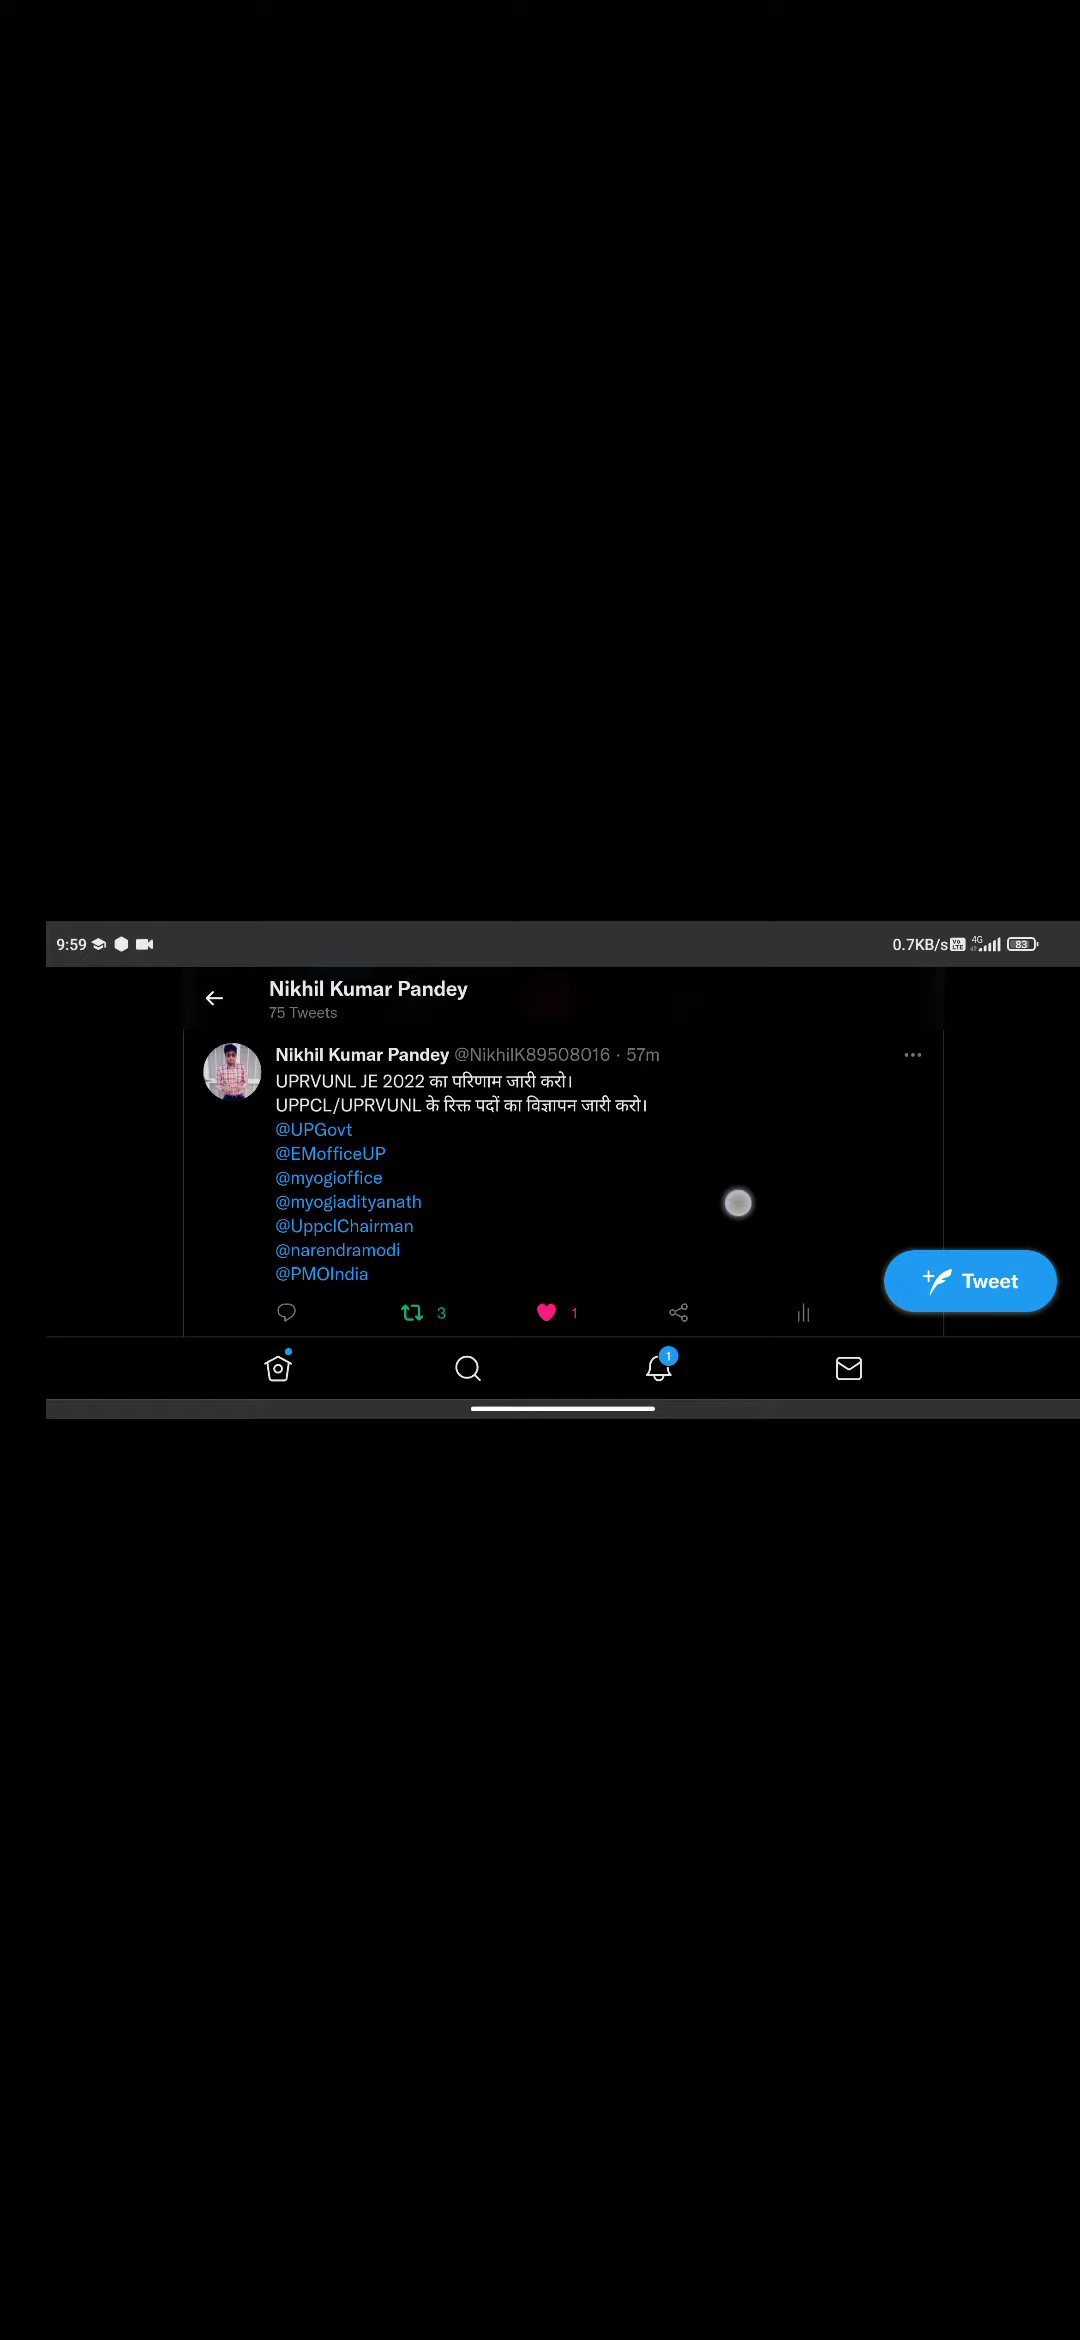 9:59 0.7KB/s 4G 83
Nikhil Kumar Pandey
75 Tweets
Nikhil Kumar Pandey @NikhilK89508016 · 57m
UPRVUNL JE 2022 का परिणाम जारी करो।
UPPCL/UPRVUNL के रिक्त पदों का विज्ञापन जारी करो।
@UPGovt
@EMofficeUP
@myogioffice
@myogiadityanath
@UppclChairman
@narendramodi
@PMOIndia
Tweet
3 1
1